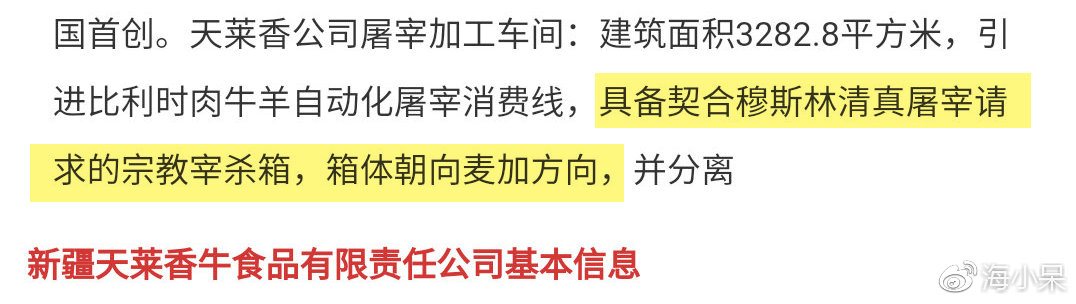 国首创。天莱香公司屠宰加工车间：建筑面积3282.8平方米，引
进比利时肉牛羊自动化屠宰消费线，具备契合穆斯林清真屠宰请
求的宗教宰杀箱，箱体朝向麦加方向，并分离
新疆天莱香牛食品有限责任公司基本信息
海小呆